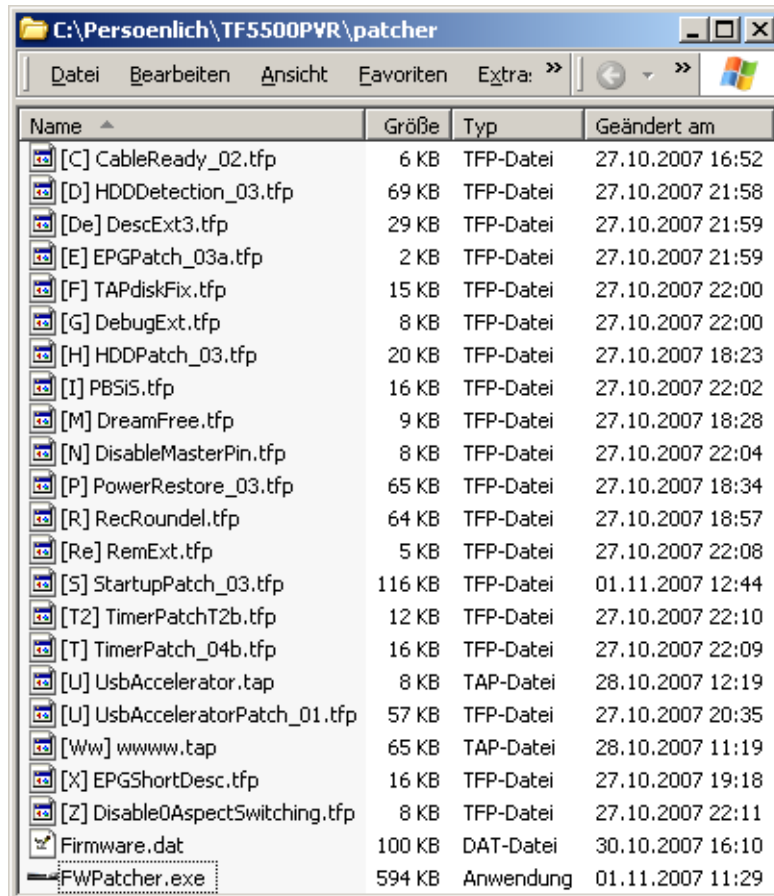 C:\Persoenlich\TF5500PVR\patcher
Datei Bearbeiten Ansicht Favoriten Extra: » »
Name Größe Typ Geändert am
[C] CableReady_02.tfp 6 KB TFP-Datei 27.10.2007 16:52
[D] HDDDetection_03.tfp 69 KB TFP-Datei 27.10.2007 21:58
[De] DescExt3.tfp 29 KB TFP-Datei 27.10.2007 21:59
[E] EPGPatch_03a.tfp 2 KB TFP-Datei 27.10.2007 21:59
[F] TAPdiskFix.tfp 15 KB TFP-Datei 27.10.2007 22:00
[G] DebugExt.tfp 8 KB TFP-Datei 27.10.2007 22:00
[H] HDDPatch_03.tfp 20 KB TFP-Datei 27.10.2007 18:23
[I] PBSiS.tfp 16 KB TFP-Datei 27.10.2007 22:02
[M] DreamFree.tfp 9 KB TFP-Datei 27.10.2007 18:28
[N] DisableMasterPin.tfp 8 KB TFP-Datei 27.10.2007 22:04
[P] PowerRestore_03.tfp 65 KB TFP-Datei 27.10.2007 18:34
[R] RecRoundel.tfp 64 KB TFP-Datei 27.10.2007 18:57
[Re] RemExt.tfp 5 KB TFP-Datei 27.10.2007 22:08
[S] StartupPatch_03.tfp 116 KB TFP-Datei 01.11.2007 12:44
[T2] TimerPatchT2b.tfp 12 KB TFP-Datei 27.10.2007 22:10
[T] TimerPatch_04b.tfp 16 KB TFP-Datei 27.10.2007 22:09
[U] UsbAccelerator.tap 8 KB TAP-Datei 28.10.2007 12:19
[U] UsbAcceleratorPatch_01.tfp 57 KB TFP-Datei 27.10.2007 20:35
[Ww] wwww.tap 65 KB TAP-Datei 28.10.2007 11:19
[X] EPGShortDesc.tfp 16 KB TFP-Datei 27.10.2007 19:18
[Z] Disable0AspectSwitching.tfp 8 KB TFP-Datei 27.10.2007 22:11
Firmware.dat 100 KB DAT-Datei 30.10.2007 16:10
FWPatcher.exe 594 KB Anwendung 01.11.2007 11:29